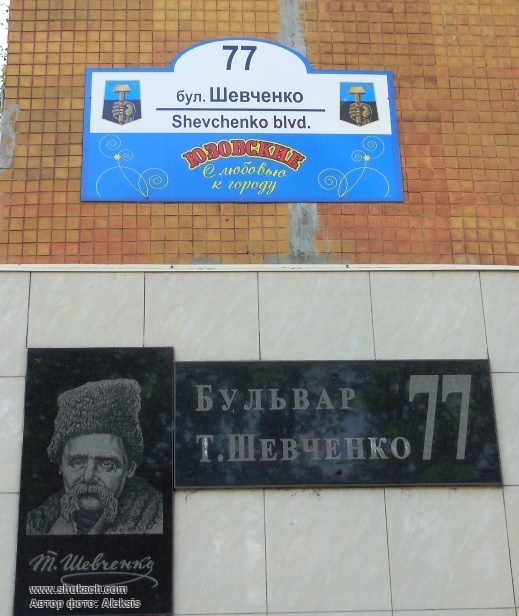 77
бул. Шевченко
Shevchenko blvd.
ЮЗОВСКИЕ
С любовью
к городу
БУЛЬВАР
Т.ШЕВЧЕНКО
77
Т. Шевченко
www.shukach.com
Автор фото: Aleksis